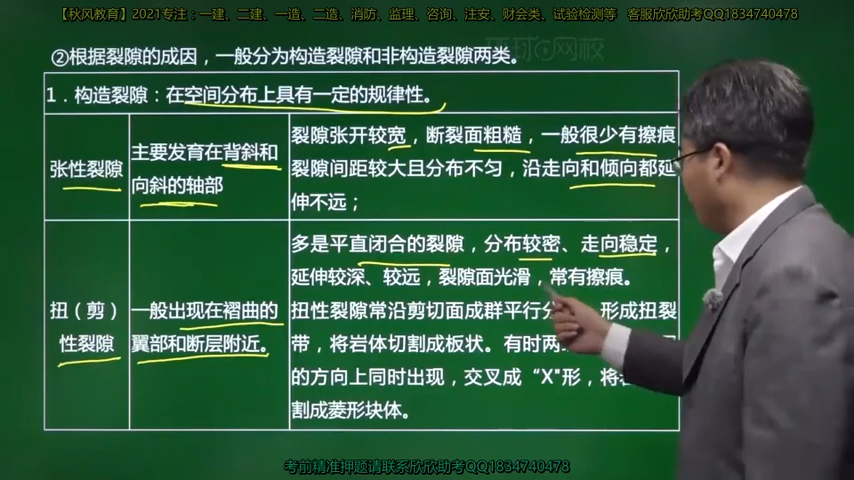 【秋风教育】2021专注：一建、二建、一造、二造、消防、监理、咨询、注安、财会类、试验检测等 客服欣欣助考QQ1834740478
环球网校
②根据裂隙的成因，一般分为构造裂隙和非构造裂隙两类。
1．构造裂隙：在空间分布上具有一定的规律性。
张性裂隙
主要发育在背斜和
向斜的轴部
裂隙张开较宽，断裂面粗糙，一般很少有擦痕
裂隙间距较大且分布不匀，沿走向和倾向都延
伸不远；
扭（剪）
性裂隙
一般出现在褶曲的
翼部和断层附近。
多是平直闭合的裂隙，分布较密、走向稳定，
延伸较深、较远，裂隙面光滑，常有擦痕。
扭性裂隙常沿剪切面成群平行分 形成扭裂
带，将岩体切割成板状。有时两
的方向上同时出现，交叉成“X"形，将
割成菱形块体。
考前精准押题请联系欣欣助考QQ1834740478